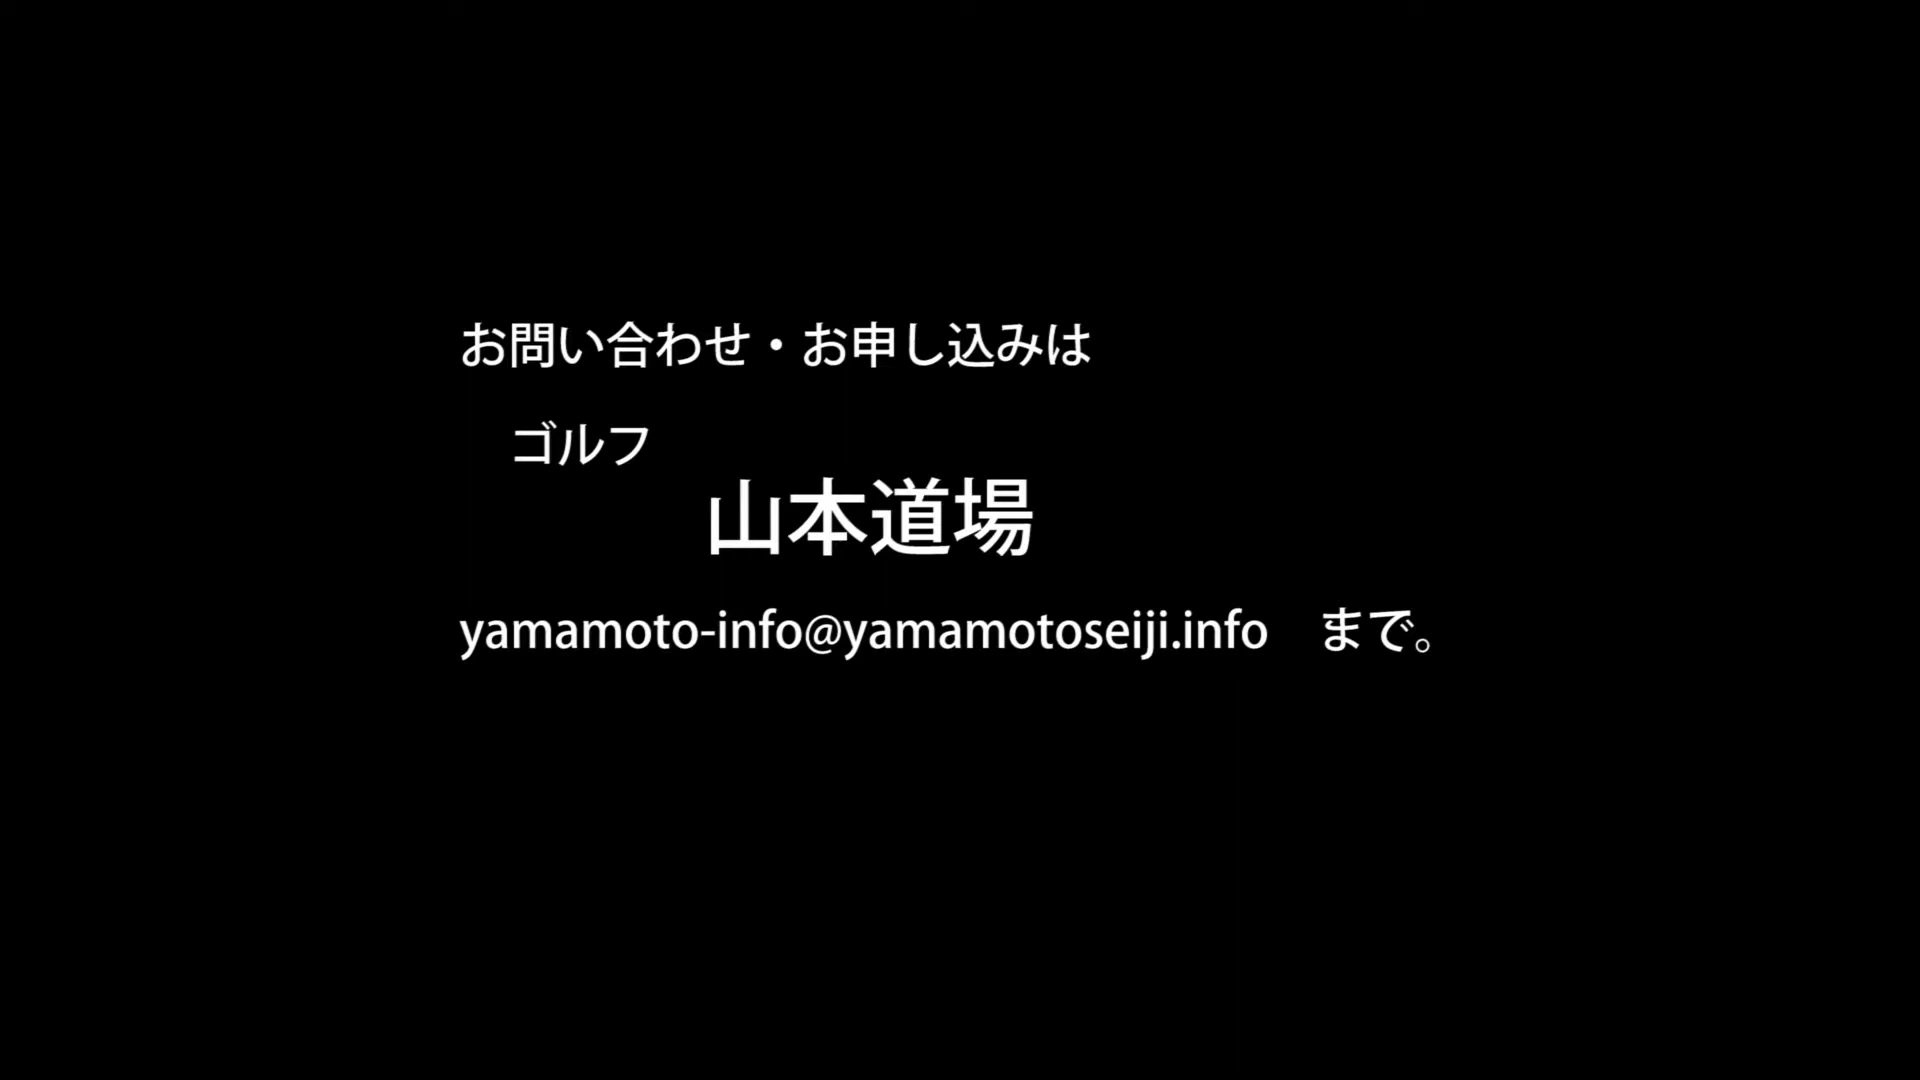 お問い合わせ・お申し込みは
ゴルフ
山本道場
yamamoto-info@yamamotoseiji.info　まで。